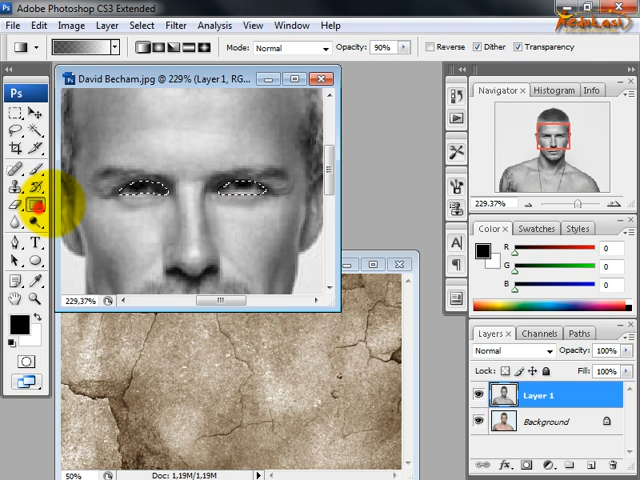 Adobe Photoshop CS3 Extended
edukasi
File Edit Image Layer Select Filter Analysis View Window Help
Mode: Normal Opacity: 90% Reverse Dither Transparency
Ps
David Becham.jpg @ 229% (Layer 1, RG...
229,37%
50% Doc: 1,19M/1,19M
Navigator × Histogram Info
229.37%
Color × Swatches Styles
R 0
G 0
B 0
Layers × Channels Paths
Normal Opacity: 100%
Lock: Fill: 100%
Layer 1
Background